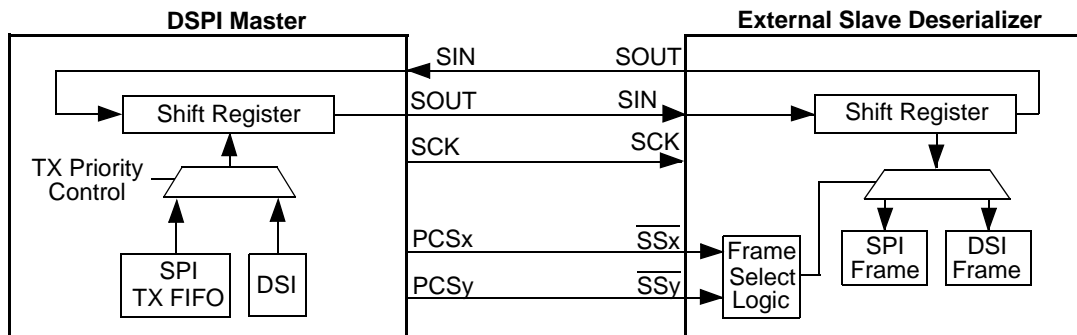 DSPI Master
External Slave Deserializer
SIN
SOUT
Shift Register
SOUT
SIN
Shift Register
SCK
SCK
TX Priority
Control
PCSx
SSx
SPI
TX FIFO
DSI
Frame
Select
Logic
SPI
Frame
DSI
Frame
PCSy
SSy